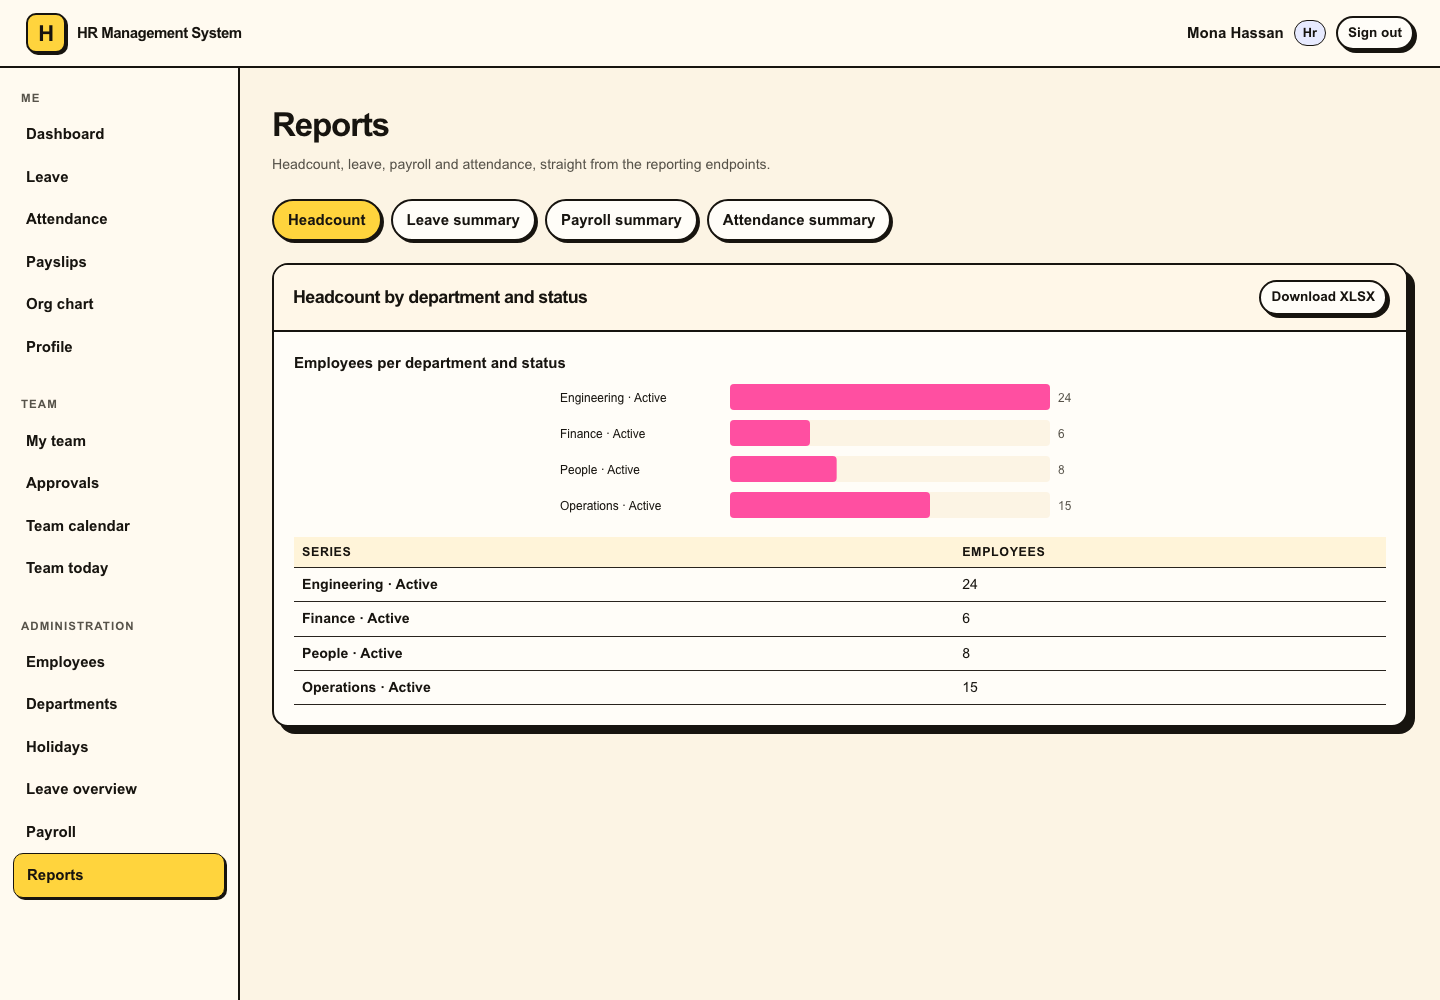 H HR Management System
Mona Hassan Hr Sign out
ME
Dashboard
Leave
Attendance
Payslips
Org chart
Profile
TEAM
My team
Approvals
Team calendar
Team today
ADMINISTRATION
Employees
Departments
Holidays
Leave overview
Payroll
Reports
Reports
Headcount, leave, payroll and attendance, straight from the reporting endpoints.
Headcount Leave summary Payroll summary Attendance summary
Headcount by department and status Download XLSX
Employees per department and status
Engineering · Active 24
Finance · Active 6
People · Active 8
Operations · Active 15
SERIES EMPLOYEES
Engineering · Active 24
Finance · Active 6
People · Active 8
Operations · Active 15